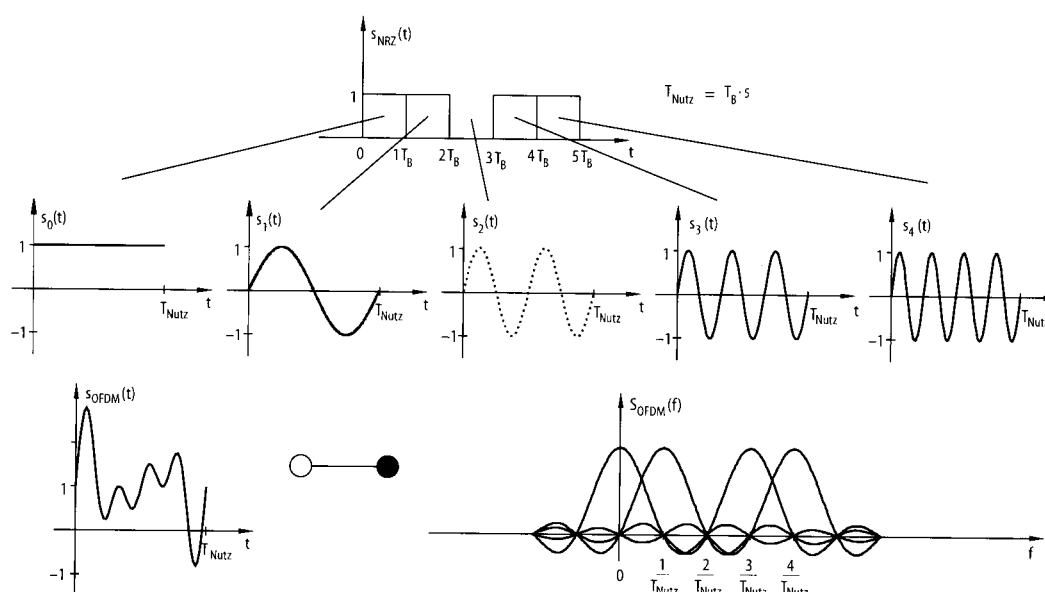 s_NRZ(t)
1
T_Nutz = T_B · s
0 1T_B 2T_B 3T_B 4T_B 5T_B t
s_0(t)
1
-1
T_Nutz t
s_1(t)
1
-1
T_Nutz t
s_2(t)
1
-1
T_Nutz t
s_3(t)
1
-1
T_Nutz t
s_4(t)
1
-1
T_Nutz
s_OFDM(t)
1
-1
T_Nutz t
S_OFDM(f)
0 1/T_Nutz 2/T_Nutz 3/T_Nutz 4/T_Nutz f